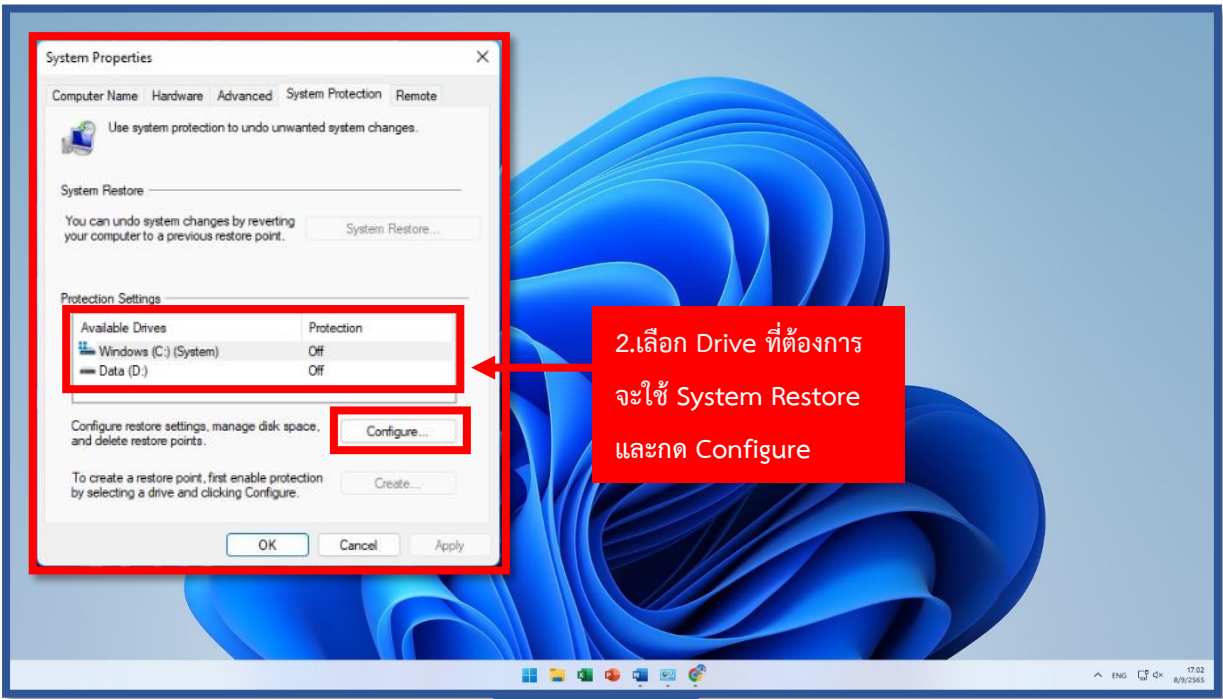 System Properties
Computer Name Hardware Advanced System Protection Remote
Use system protection to undo unwanted system changes.
System Restore
You can undo system changes by reverting
your computer to a previous restore point.
System Restore...
Protection Settings
Available Drives Protection
Windows (C:) (System) Off
Data (D:) Off
Configure restore settings, manage disk space,
and delete restore points.
Configure...
To create a restore point, first enable protection
by selecting a drive and clicking Configure.
Create...
OK Cancel Apply
2.เลือก Drive ที่ต้องการ
จะใช้ System Restore
และกด Configure
ENG
17:02
8/9/2565